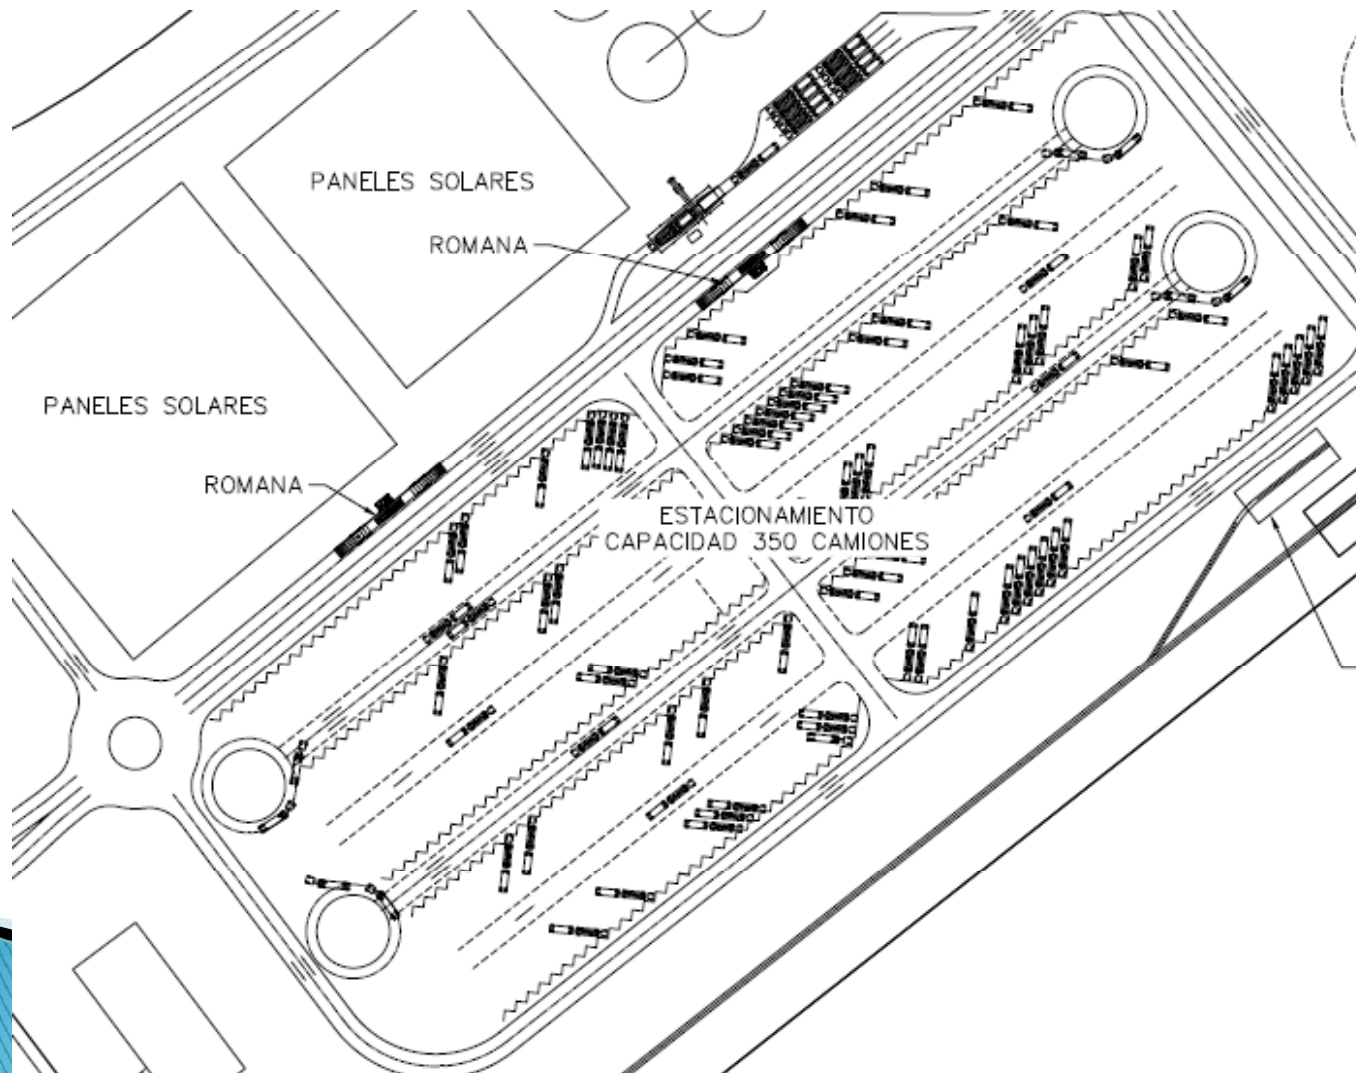 PANELES SOLARES
ROMANA
PANELES SOLARES
ROMANA
ESTACIONAMIENTO
CAPACIDAD 350 CAMIONES